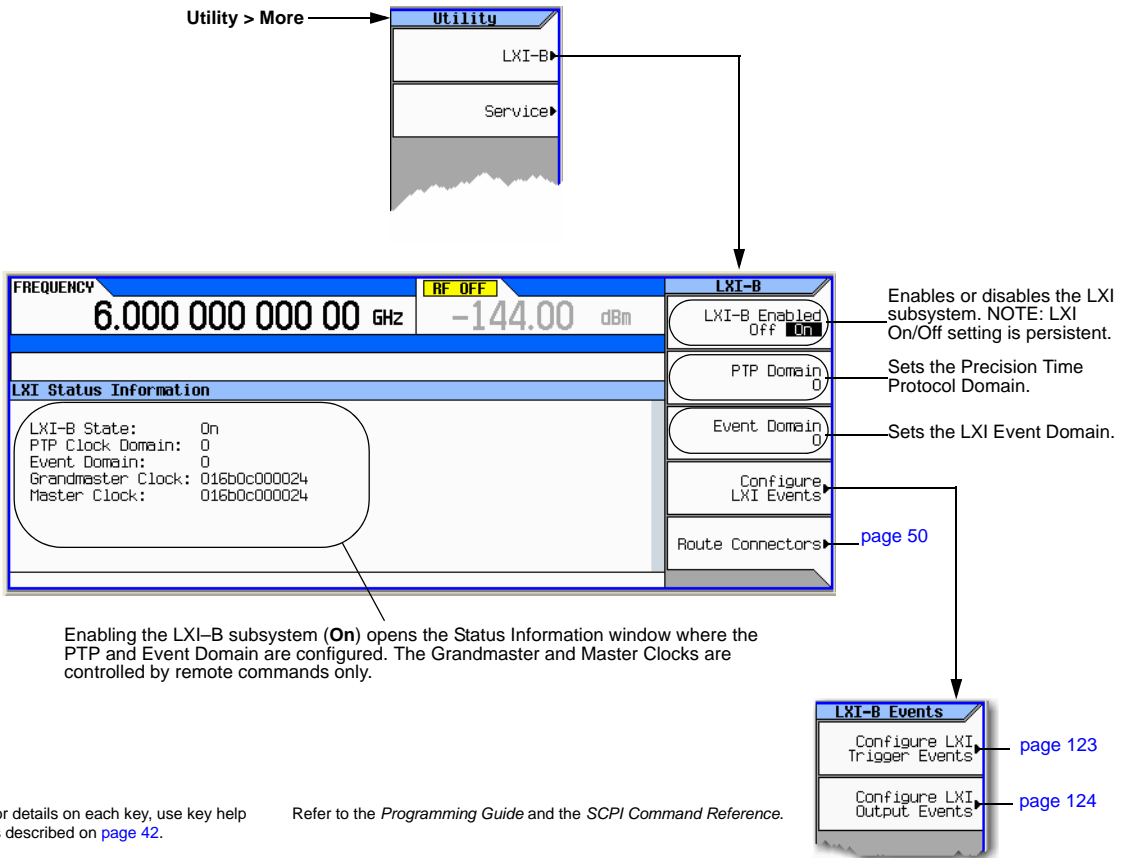 Utility > More
Utility
LXI-B
Service
FREQUENCY
6.000 000 000 00 GHz
RF OFF
-144.00 dBm
LXI Status Information
LXI-B State: On
PTP Clock Domain: 0
Event Domain: 0
Grandmaster Clock: 016b0c000024
Master Clock: 016b0c000024
LXI-B
LXI-B Enabled
Off On
PTP Domain
0
Event Domain
0
Configure
LXI Events
Route Connectors
Enables or disables the LXI
subsystem. NOTE: LXI
On/Off setting is persistent.
Sets the Precision Time
Protocol Domain.
Sets the LXI Event Domain.
page 50
Enabling the LXI–B subsystem (On) opens the Status Information window where the
PTP and Event Domain are configured. The Grandmaster and Master Clocks are
controlled by remote commands only.
LXI-B Events
Configure LXI
Trigger Events
page 123
Configure LXI
Output Events
page 124
or details on each key, use key help
s described on page 42.
Refer to the Programming Guide and the SCPI Command Reference.